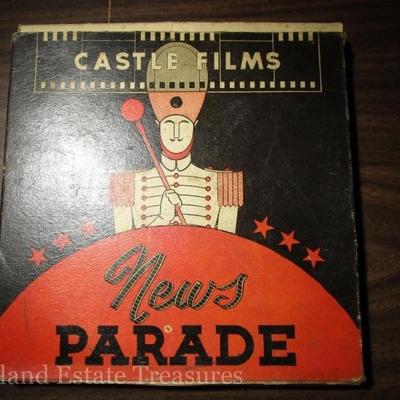 CASTLE FILMS
News
PARADE
land Estate Treasures